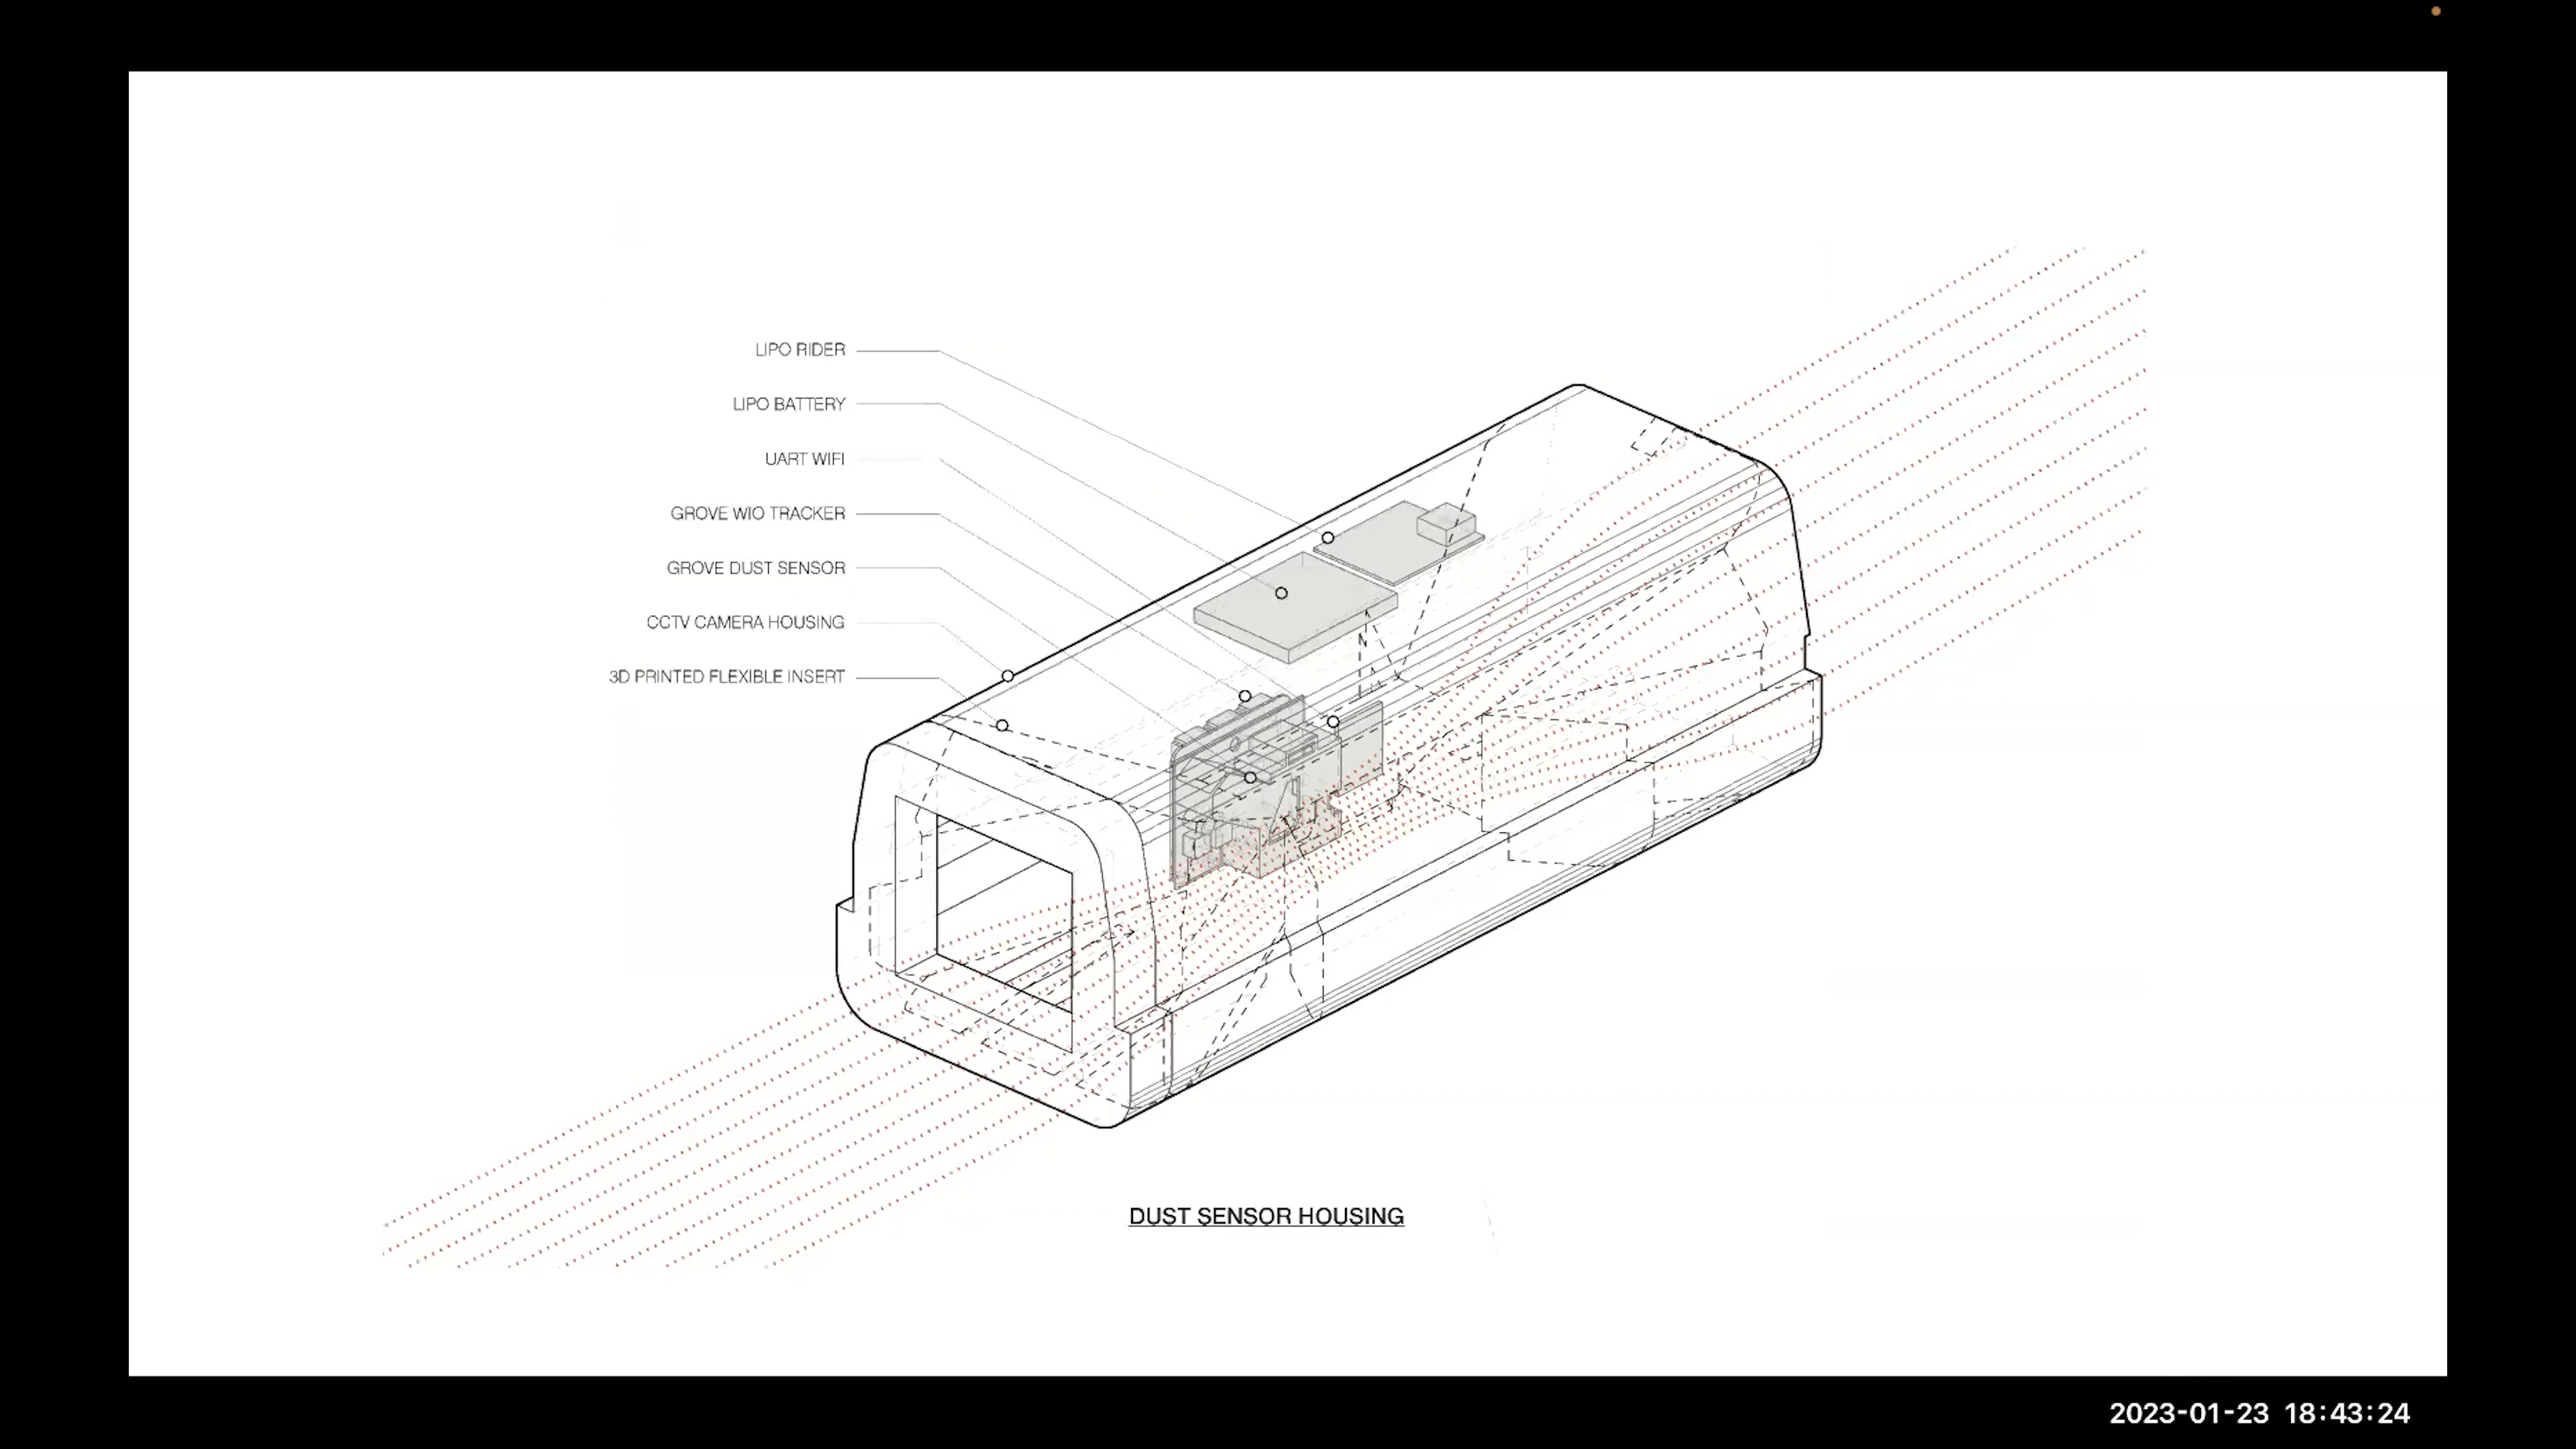 LIPO RIDER
LIPO BATTERY
UART WIFI
GROVE WIO TRACKER
GROVE DUST SENSOR
CCTV CAMERA HOUSING
3D PRINTED FLEXIBLE INSERT
DUST SENSOR HOUSING
2023-01-23 18:43:24